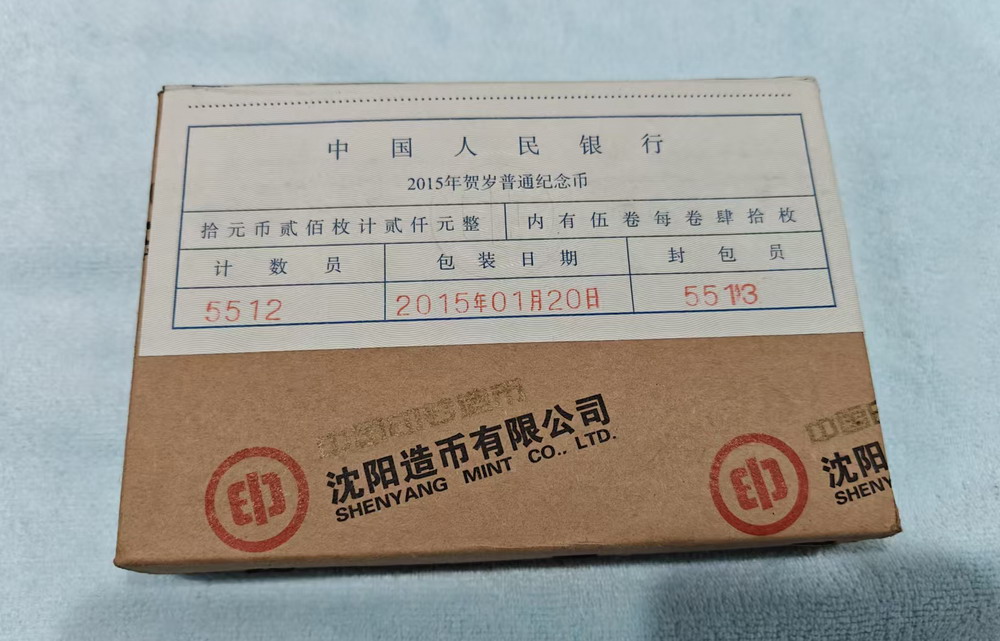 中国人民银行
2015年贺岁普通纪念币
拾元币贰佰枚计贰仟元整 内有伍卷每卷肆拾枚
计数员 包装日期 封包员
5512 2015年01月20日 5513
沈阳造币有限公司
SHENYANG MINT CO., LTD.
印
沈阳
SHENY
印